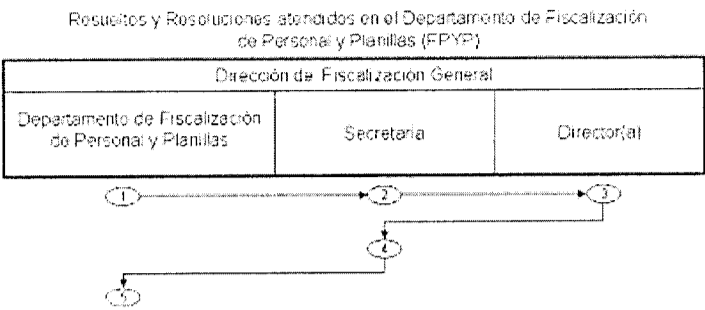 Resueltos y Resoluciones atendidos en el Departamento de Fiscalización
de Personal y Planillas (FPYP)
Dirección de Fiscalización General
Departamento de Fiscalización
de Personal y Planillas
Secretaria
Director(a)
1
2
3
4
5